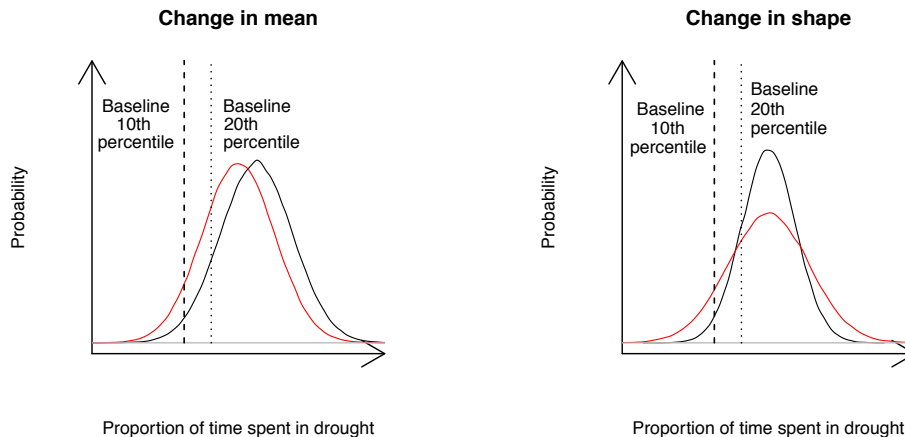 Change in mean
Baseline
10th
percentile
Baseline
20th
percentile
Probability
Proportion of time spent in drought
Change in shape
Baseline
10th
percentile
Baseline
20th
percentile
Probability
Proportion of time spent in drought